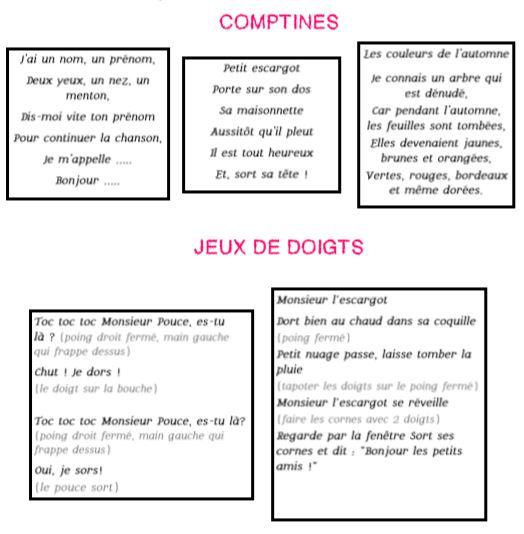 COMPTINES
J'ai un nom, un prénom,
Deux yeux, un nez, un
menton,
Dis-moi vite ton prénom
Pour continuer la chanson,
Je m'appelle .....
Bonjour .....
Petit escargot
Porte sur son dos
Sa maisonnette
Aussitôt qu'il pleut
Il est tout heureux
Et, sort sa tête !
Les couleurs de l'automne
Je connais un arbre qui
est dénudé,
Car pendant l'automne,
les feuilles sont tombées,
Elles devenaient jaunes,
brunes et orangées,
Vertes, rouges, bordeaux
et même dorées.
JEUX DE DOIGTS
Toc toc toc Monsieur Pouce, es-tu
là ? (poing droit fermé, main gauche
qui frappe dessus)
Chut ! Je dors !
(le doigt sur la bouche)
Toc toc toc Monsieur Pouce, es-tu là?
(poing droit fermé, main gauche qui
frappe dessus)
Oui, je sors!
(le pouce sort)
Monsieur l'escargot
Dort bien au chaud dans sa coquille
(poing fermé)
Petit nuage passe, laisse tomber la
pluie
(tapoter les doigts sur le poing fermé)
Monsieur l'escargot se réveille
(faire les cornes avec 2 doigts)
Regarde par la fenêtre Sort ses
cornes et dit : "Bonjour les petits
amis !"